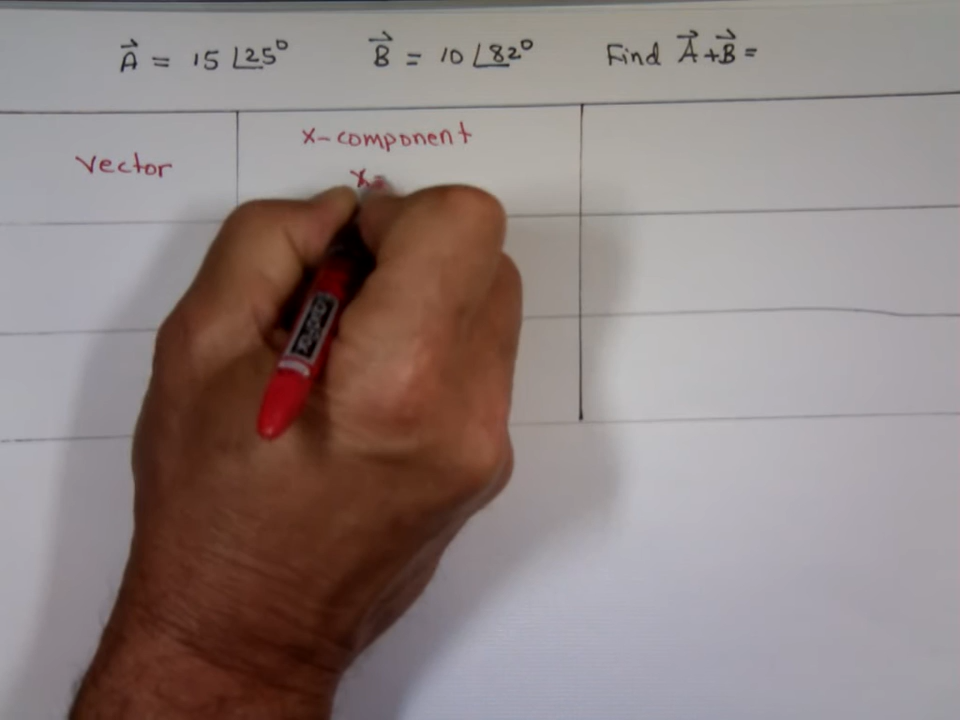 A⃗ = 15 ∠25° B⃗ = 10 ∠82° Find A⃗+B⃗ =
vector
x-component
x=